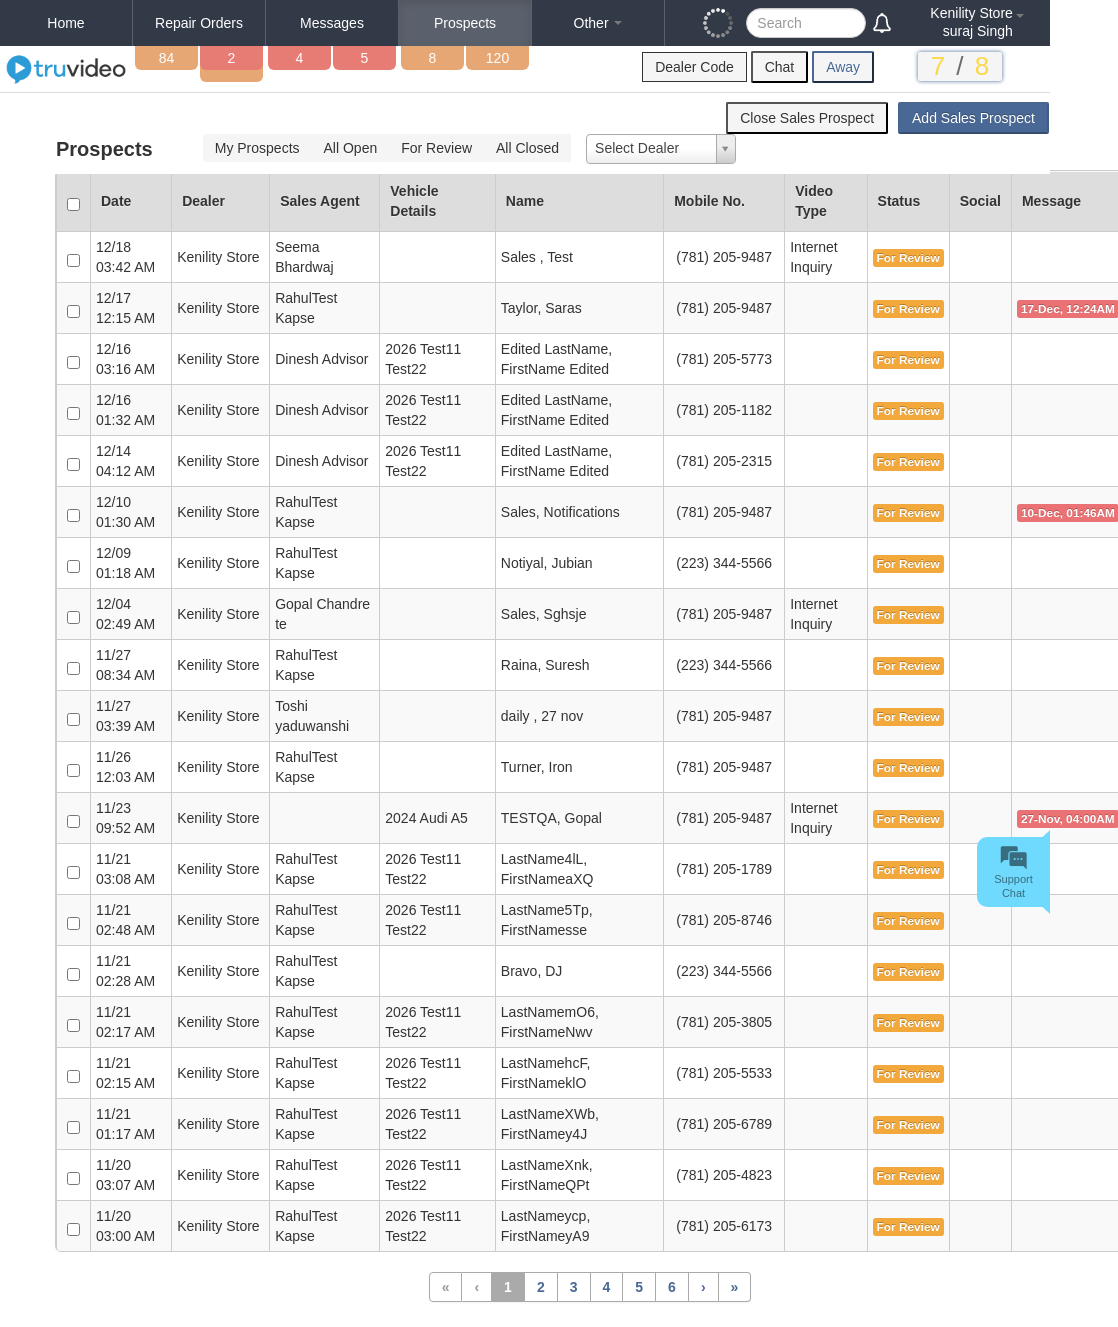 Home Repair Orders Messages Prospects Other Search Kenility Store
suraj Singh
84 2 4 5 8 120
truvideo Dealer Code Chat Away 7 / 8
Close Sales Prospect Add Sales Prospect
Prospects My Prospects All Open For Review All Closed Select Dealer
Date Dealer Sales Agent Vehicle Details Name Mobile No. Video Type Status Social Message
12/18 03:42 AM Kenility Store Seema Bhardwaj Sales , Test (781) 205-9487 Internet Inquiry For Review
12/17 12:15 AM Kenility Store RahulTest Kapse Taylor, Saras (781) 205-9487 For Review 17-Dec, 12:24AM
12/16 03:16 AM Kenility Store Dinesh Advisor 2026 Test11 Test22 Edited LastName, FirstName Edited (781) 205-5773 For Review
12/16 01:32 AM Kenility Store Dinesh Advisor 2026 Test11 Test22 Edited LastName, FirstName Edited (781) 205-1182 For Review
12/14 04:12 AM Kenility Store Dinesh Advisor 2026 Test11 Test22 Edited LastName, FirstName Edited (781) 205-2315 For Review
12/10 01:30 AM Kenility Store RahulTest Kapse Sales, Notifications (781) 205-9487 For Review 10-Dec, 01:46AM
12/09 01:18 AM Kenility Store RahulTest Kapse Notiyal, Jubian (223) 344-5566 For Review
12/04 02:49 AM Kenility Store Gopal Chandre te Sales, Sghsje (781) 205-9487 Internet Inquiry For Review
11/27 08:34 AM Kenility Store RahulTest Kapse Raina, Suresh (223) 344-5566 For Review
11/27 03:39 AM Kenility Store Toshi yaduwanshi daily , 27 nov (781) 205-9487 For Review
11/26 12:03 AM Kenility Store RahulTest Kapse Turner, Iron (781) 205-9487 For Review
11/23 09:52 AM Kenility Store 2024 Audi A5 TESTQA, Gopal (781) 205-9487 Internet Inquiry For Review 27-Nov, 04:00AM
11/21 03:08 AM Kenility Store RahulTest Kapse 2026 Test11 Test22 LastName4lL, FirstNameaXQ (781) 205-1789 For Review
Support Chat
11/21 02:48 AM Kenility Store RahulTest Kapse 2026 Test11 Test22 LastName5Tp, FirstNamesse (781) 205-8746 For Review
11/21 02:28 AM Kenility Store RahulTest Kapse Bravo, DJ (223) 344-5566 For Review
11/21 02:17 AM Kenility Store RahulTest Kapse 2026 Test11 Test22 LastNamemO6, FirstNameNwv (781) 205-3805 For Review
11/21 02:15 AM Kenility Store RahulTest Kapse 2026 Test11 Test22 LastNamehcF, FirstNameklO (781) 205-5533 For Review
11/21 01:17 AM Kenility Store RahulTest Kapse 2026 Test11 Test22 LastNameXWb, FirstNamey4J (781) 205-6789 For Review
11/20 03:07 AM Kenility Store RahulTest Kapse 2026 Test11 Test22 LastNameXnk, FirstNameQPt (781) 205-4823 For Review
11/20 03:00 AM Kenility Store RahulTest Kapse 2026 Test11 Test22 LastNameycp, FirstNameyA9 (781) 205-6173 For Review
« ‹ 1 2 3 4 5 6 › »